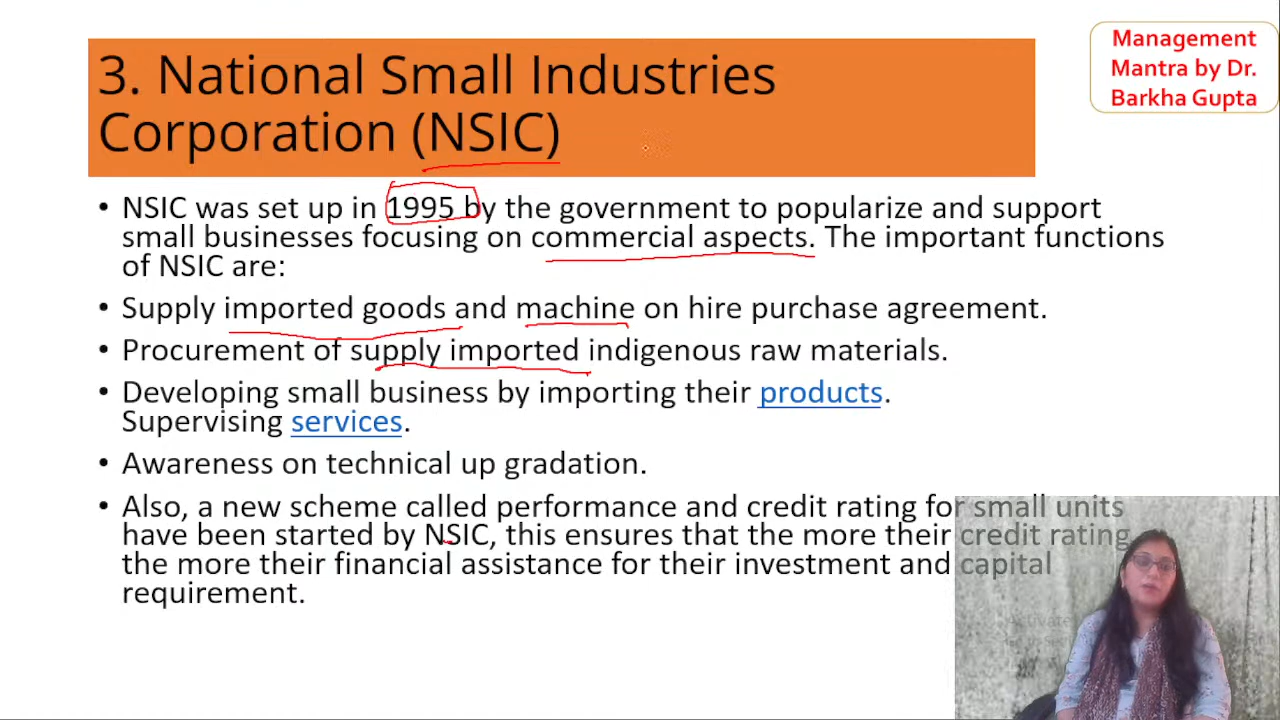 Management
Mantra by Dr.
Barkha Gupta
3. National Small Industries
Corporation (NSIC)
• NSIC was set up in 1995 by the government to popularize and support
small businesses focusing on commercial aspects. The important functions
of NSIC are:
• Supply imported goods and machine on hire purchase agreement.
• Procurement of supply imported indigenous raw materials.
• Developing small business by importing their products.
Supervising services.
• Awareness on technical up gradation.
• Also, a new scheme called performance and credit rating for small units
have been started by NSIC, this ensures that the more their credit rating
the more their financial assistance for their investment and capital
requirement.
Activate